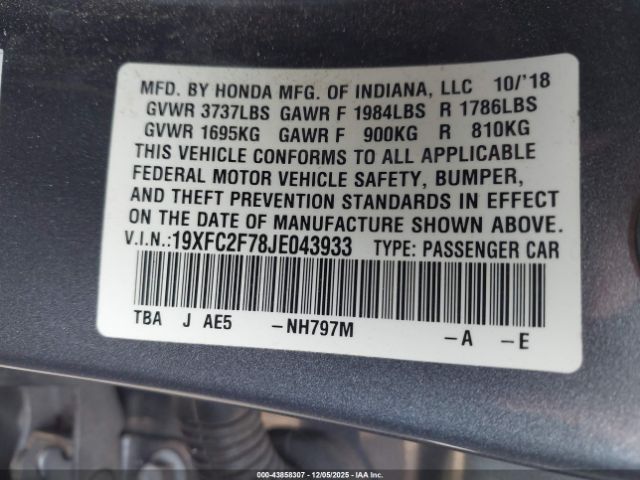 MFD. BY HONDA MFG. OF INDIANA, LLC 10/'18
GVWR 3737LBS GAWR F 1984LBS R 1786LBS
GVWR 1695KG GAWR F 900KG R 810KG
THIS VEHICLE CONFORMS TO ALL APPLICABLE
FEDERAL MOTOR VEHICLE SAFETY, BUMPER,
AND THEFT PREVENTION STANDARDS IN EFFECT
ON THE DATE OF MANUFACTURE SHOWN ABOVE.
V.I.N.:19XFC2F78JE043933 TYPE: PASSENGER CAR
TBA J AE5 -NH797M -A -E
000-43858307 - 12/05/2025 - IAAI.COM